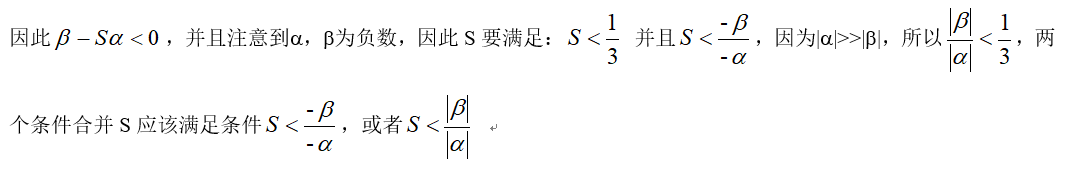 因此 β − Sα < 0，并且注意到α，β为负数，因此 S 要满足：S < 1/3 并且 S < -β/-α，因为|α|>>|β|，所以 |β|/|α| < 1/3，两
个条件合并 S 应该满足条件 S < -β/-α，或者 S < |β|/|α| ↵